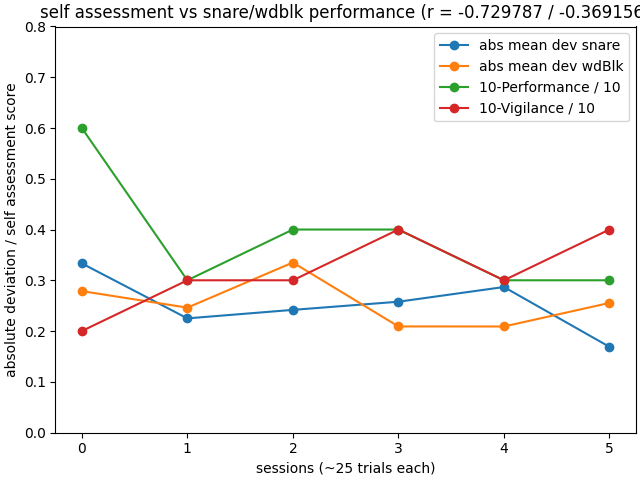 self assessment vs snare/wdblk performance (r = -0.729787 / -0.369156
abs mean dev snare
abs mean dev wdBlk
10-Performance / 10
10-Vigilance / 10
absolute deviation / self assessment score
0.8
0.7
0.6
0.5
0.4
0.3
0.2
0.1
0.0
0 1 2 3 4 5
sessions (~25 trials each)